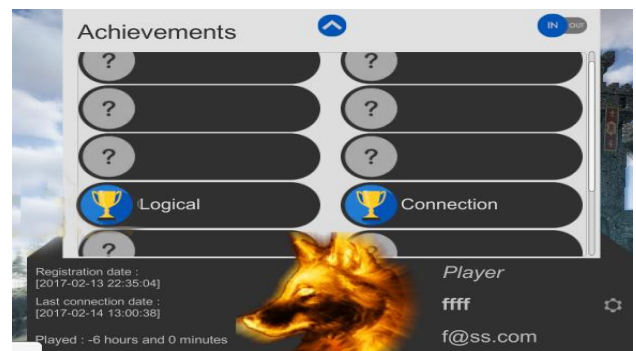 Achievements
IN OUT
? ?
? ?
? ?
Logical Connection
? ?
Registration date :
[2017-02-13 22:35:04]
Last connection date :
[2017-02-14 13:00:38]
Played : -6 hours and 0 minutes
Player
ffff
f@ss.com